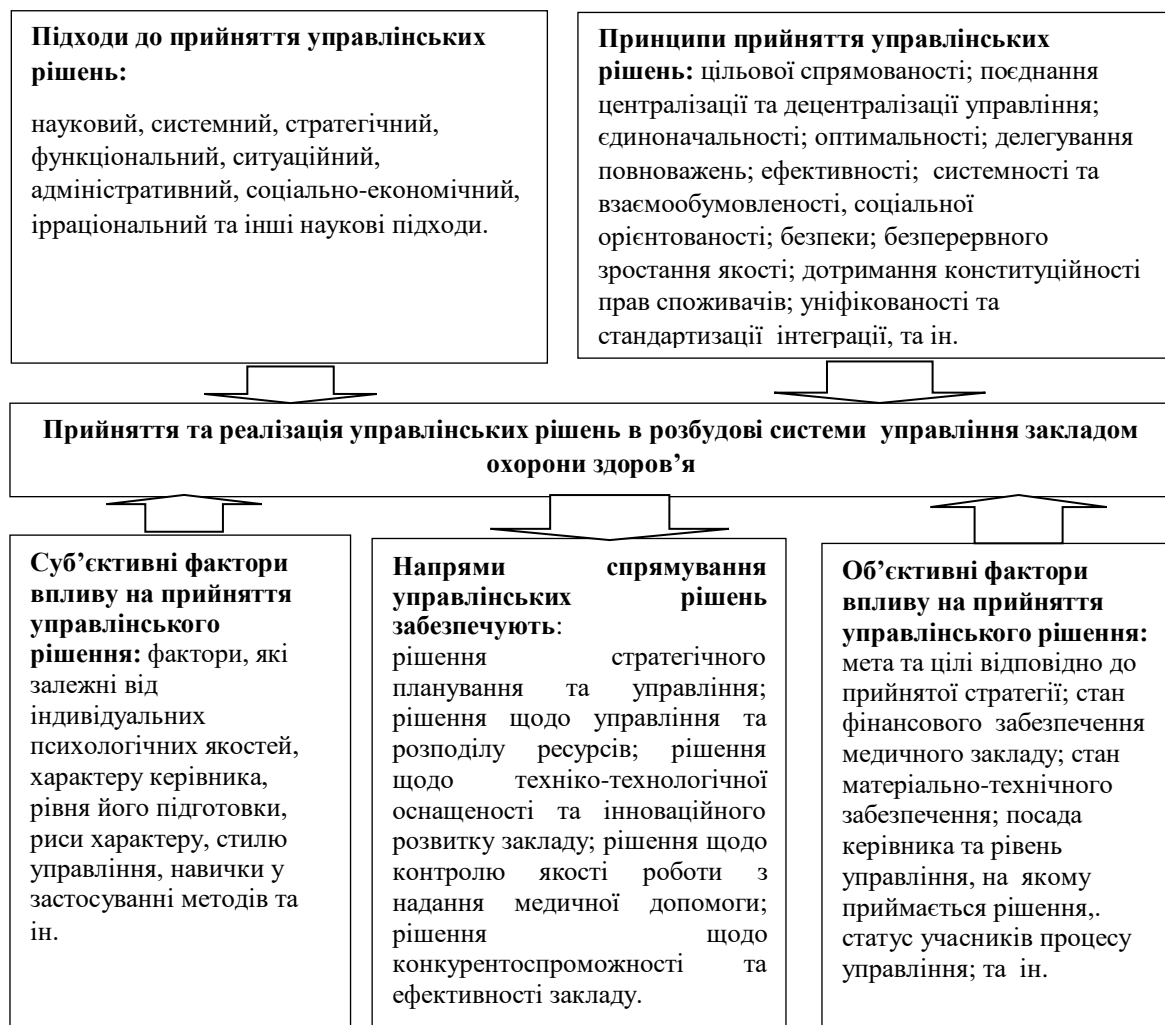 Підходи до прийняття управлінських
рішень:
науковий, системний, стратегічний,
функціональний, ситуаційний,
адміністративний, соціально-економічний,
ірраціональний та інші наукові підходи.
Принципи прийняття управлінських
рішень: цільової спрямованості; поєднання
централізації та децентралізації управління;
єдиноначальності; оптимальності; делегування
повноважень; ефективності; системності та
взаємообумовленості, соціальної
орієнтованості; безпеки; безперервного
зростання якості; дотримання конституційності
прав споживачів; уніфікованості та
стандартизації інтеграції, та ін.
Прийняття та реалізація управлінських рішень в розбудові системи управління закладом
охорони здоров’я
Суб’єктивні фактори
впливу на прийняття
управлінського
рішення: фактори, які
залежні від
індивідуальних
психологічних якостей,
характеру керівника,
рівня його підготовки,
риси характеру, стилю
управління, навички у
застосуванні методів та
ін.
Напрями спрямування
управлінських рішень
забезпечують:
рішення стратегічного
планування та управління;
рішення щодо управління та
розподілу ресурсів; рішення
щодо техніко-технологічної
оснащеності та інноваційного
розвитку закладу; рішення щодо
контролю якості роботи з
надання медичної допомоги;
рішення щодо
конкурентоспроможності та
ефективності закладу.
Об’єктивні фактори
впливу на прийняття
управлінського рішення:
мета та цілі відповідно до
прийнятої стратегії; стан
фінансового забезпечення
медичного закладу; стан
матеріально-технічного
забезпечення; посада
керівника та рівень
управління, на якому
приймається рішення,.
статус учасників процесу
управління; та ін.